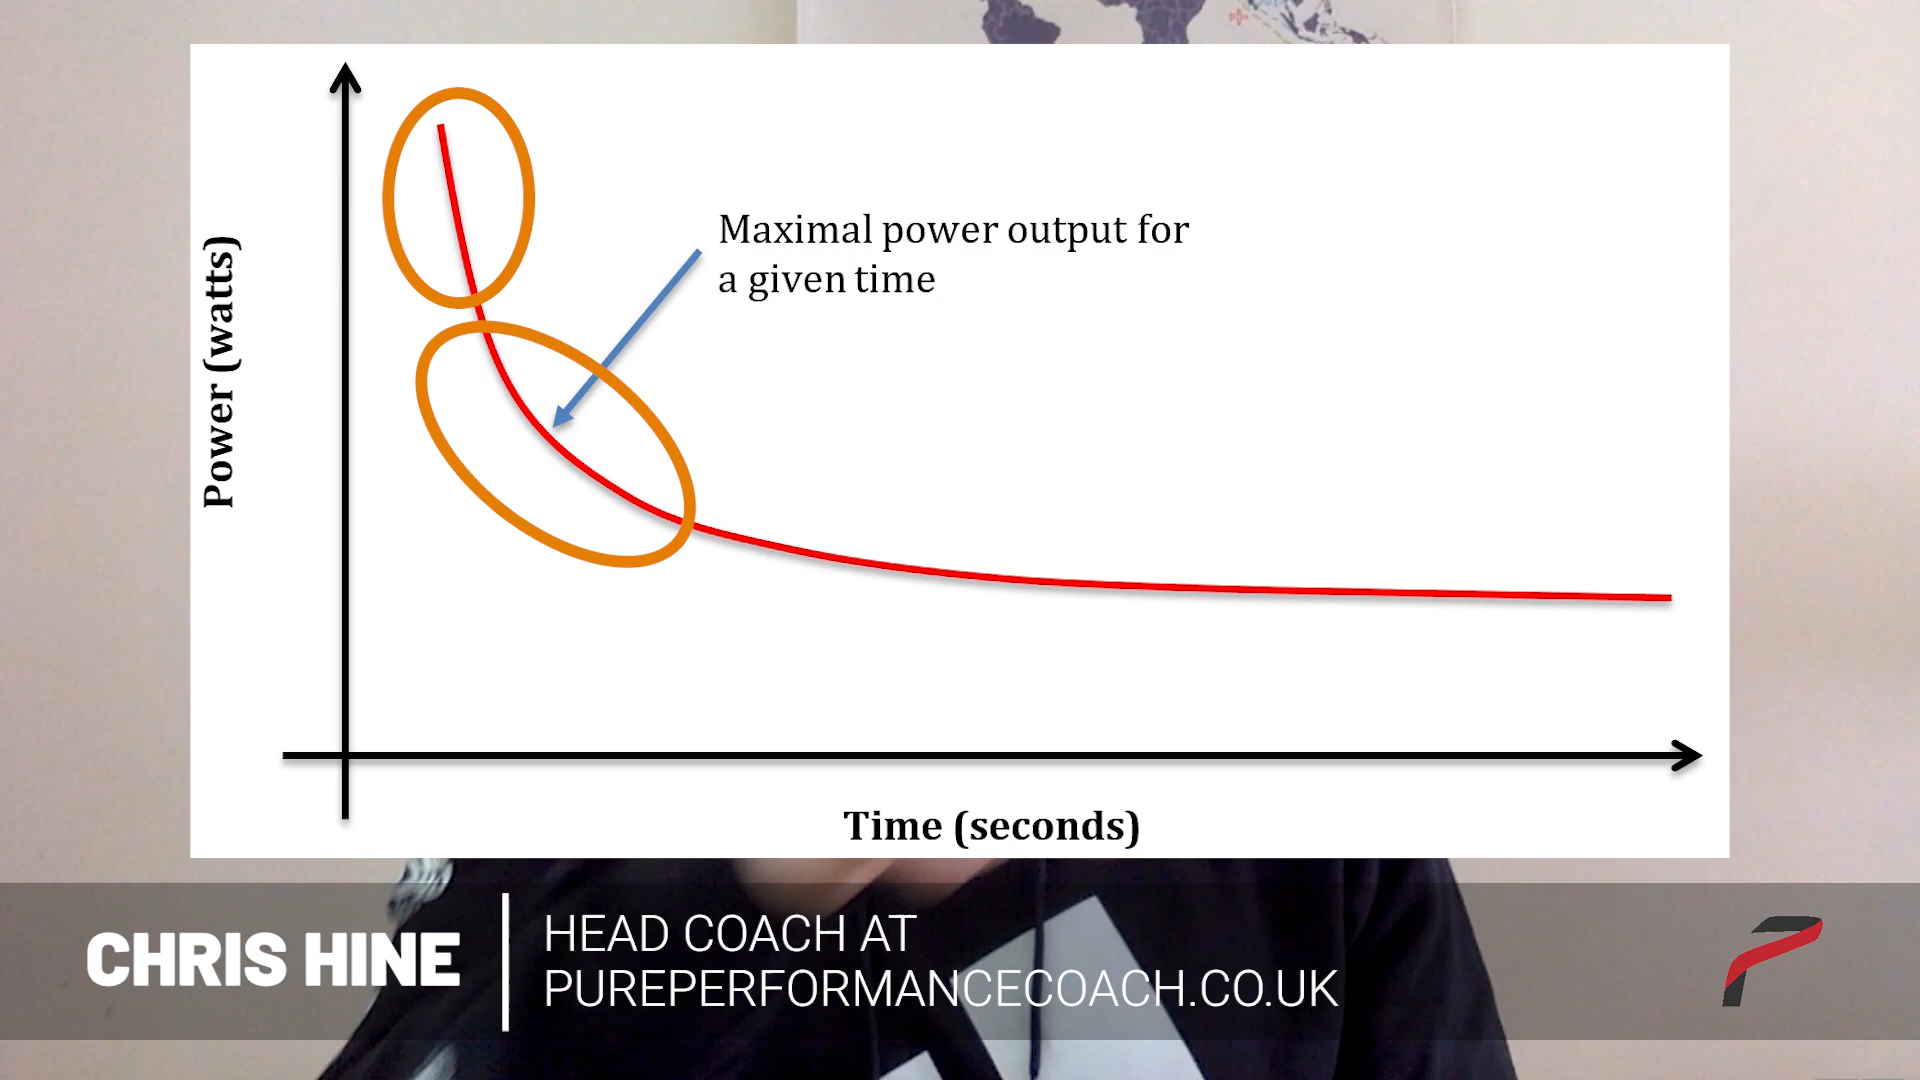 Power (watts)
Maximal power output for
a given time
Time (seconds)
CHRIS HINE
HEAD COACH AT
PUREPERFORMANCECOACH.CO.UK